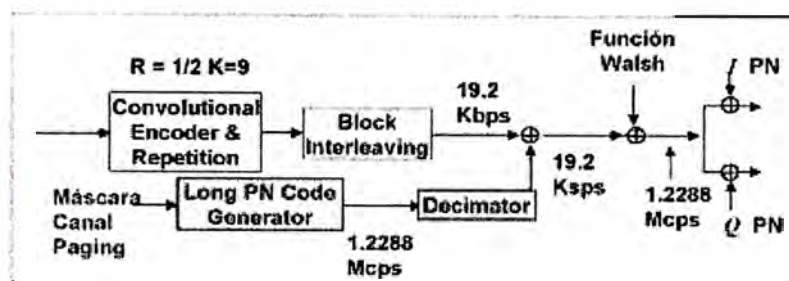 R = 1/2 K=9
Convolutional
Encoder &
Repetition
Block
Interleaving
19.2
Kbps
Función
Walsh
I PN
19.2
Ksps
1.2288
Mcps
Q PN
Máscara
Canal
Paging
Long PN Code
Generator
1.2288
Mcps
Decimator